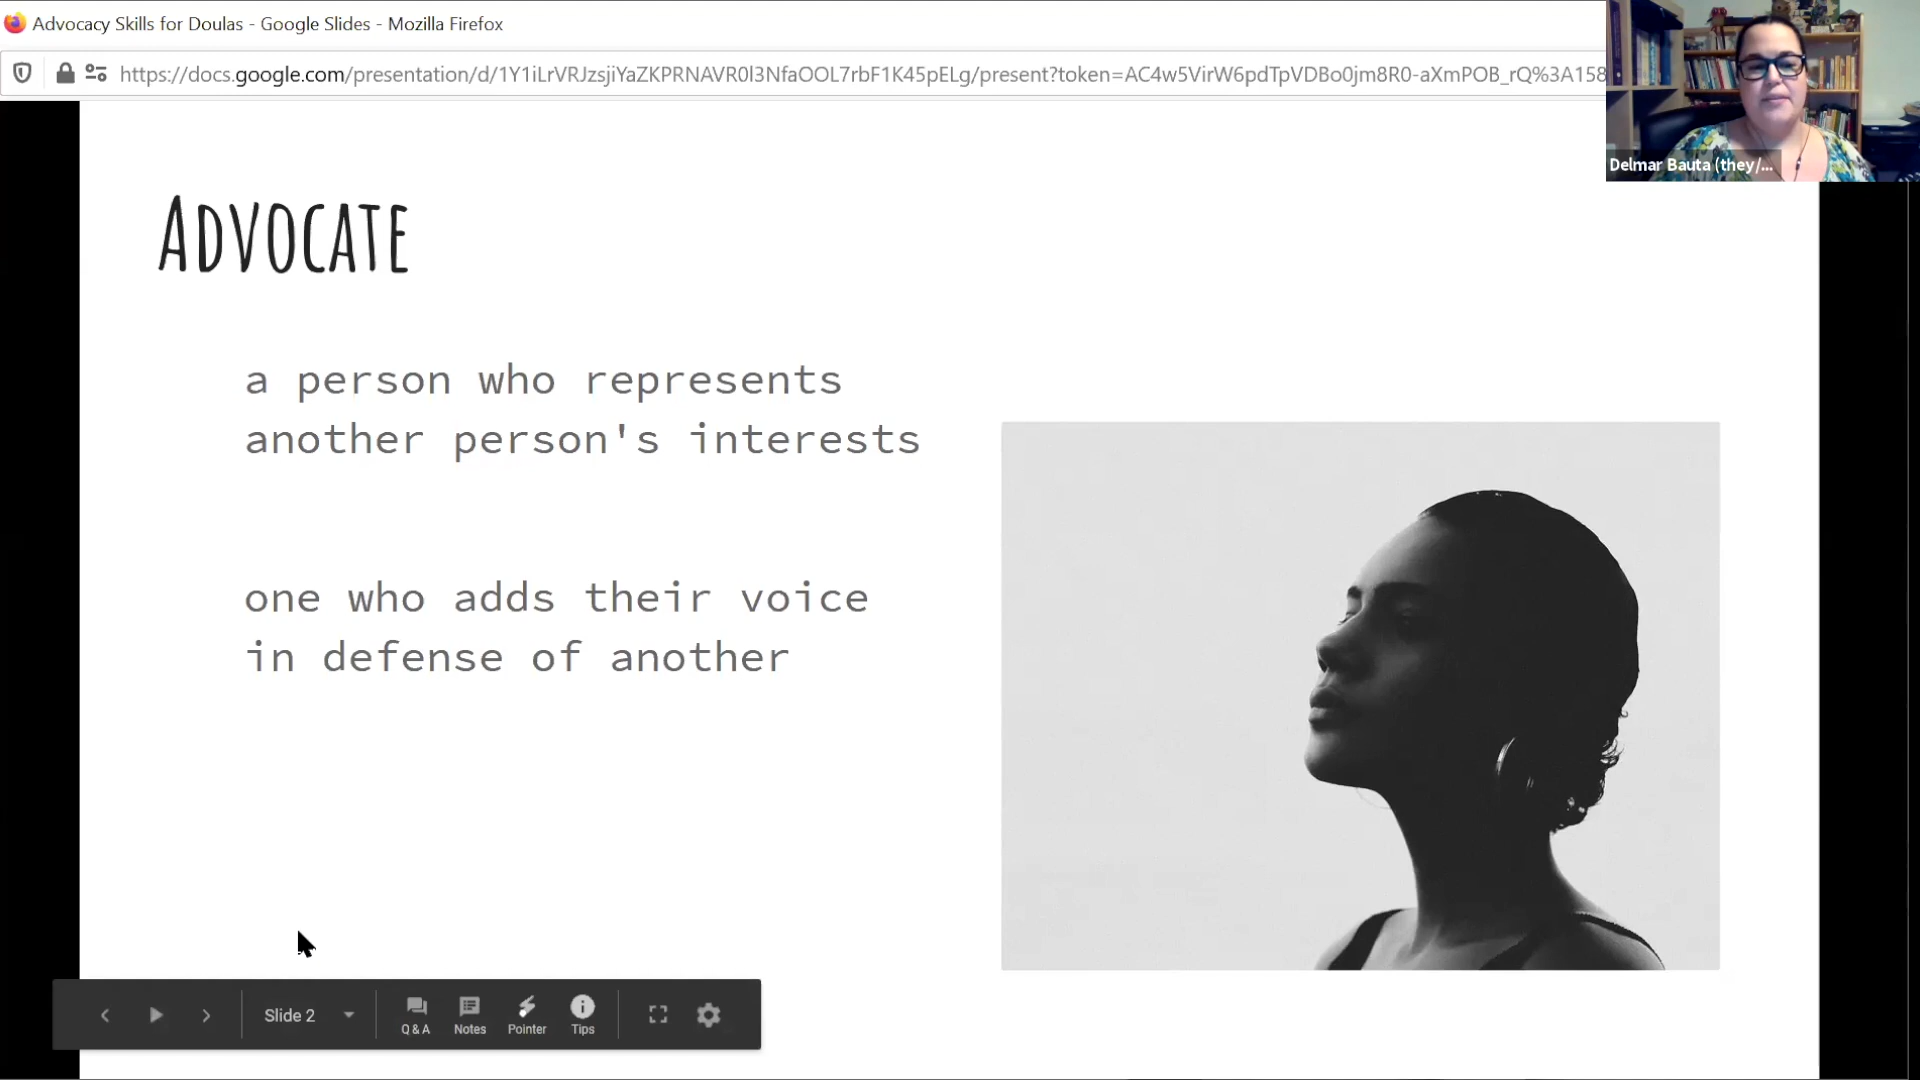 Advocacy Skills for Doulas - Google Slides - Mozilla Firefox
https://docs.google.com/presentation/d/1Y1iLrVRJzsjiYaZKPRNAVR0l3NfaOOL7rbF1K45pELg/present?token=AC4w5VirW6pdTpVDBo0jm8R0-aXmPOB_rQ%3A158
Delmar Bauta (they/...
ADVOCATE
a person who represents
another person's interests
one who adds their voice
in defense of another
Slide 2
Q & A
Notes
Pointer
Tips